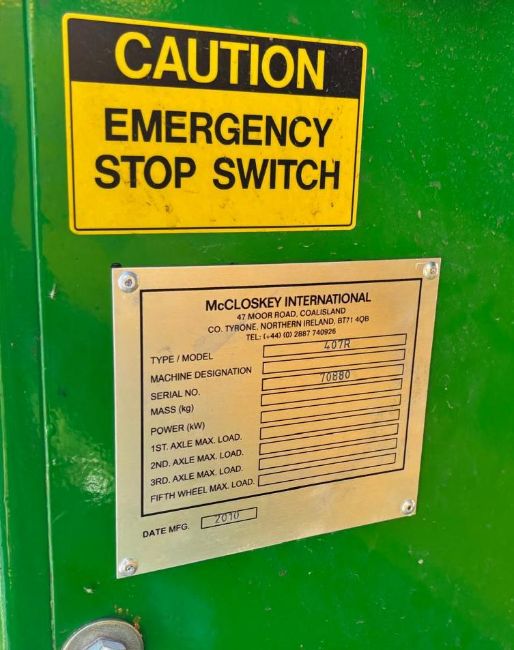 CAUTION
EMERGENCY
STOP SWITCH
McCLOSKEY INTERNATIONAL
47 MOOR ROAD, COALISLAND
CO. TYRONE, NORTHERN IRELAND, BT71 4QB
TEL: (+44) (0) 2887 740926
TYPE / MODEL 407R
MACHINE DESIGNATION
SERIAL NO. 70880
MASS (kg)
POWER (kW)
1ST. AXLE MAX. LOAD.
2ND. AXLE MAX. LOAD.
3RD. AXLE MAX. LOAD.
FIFTH WHEEL MAX. LOAD.
DATE MFG. 2010